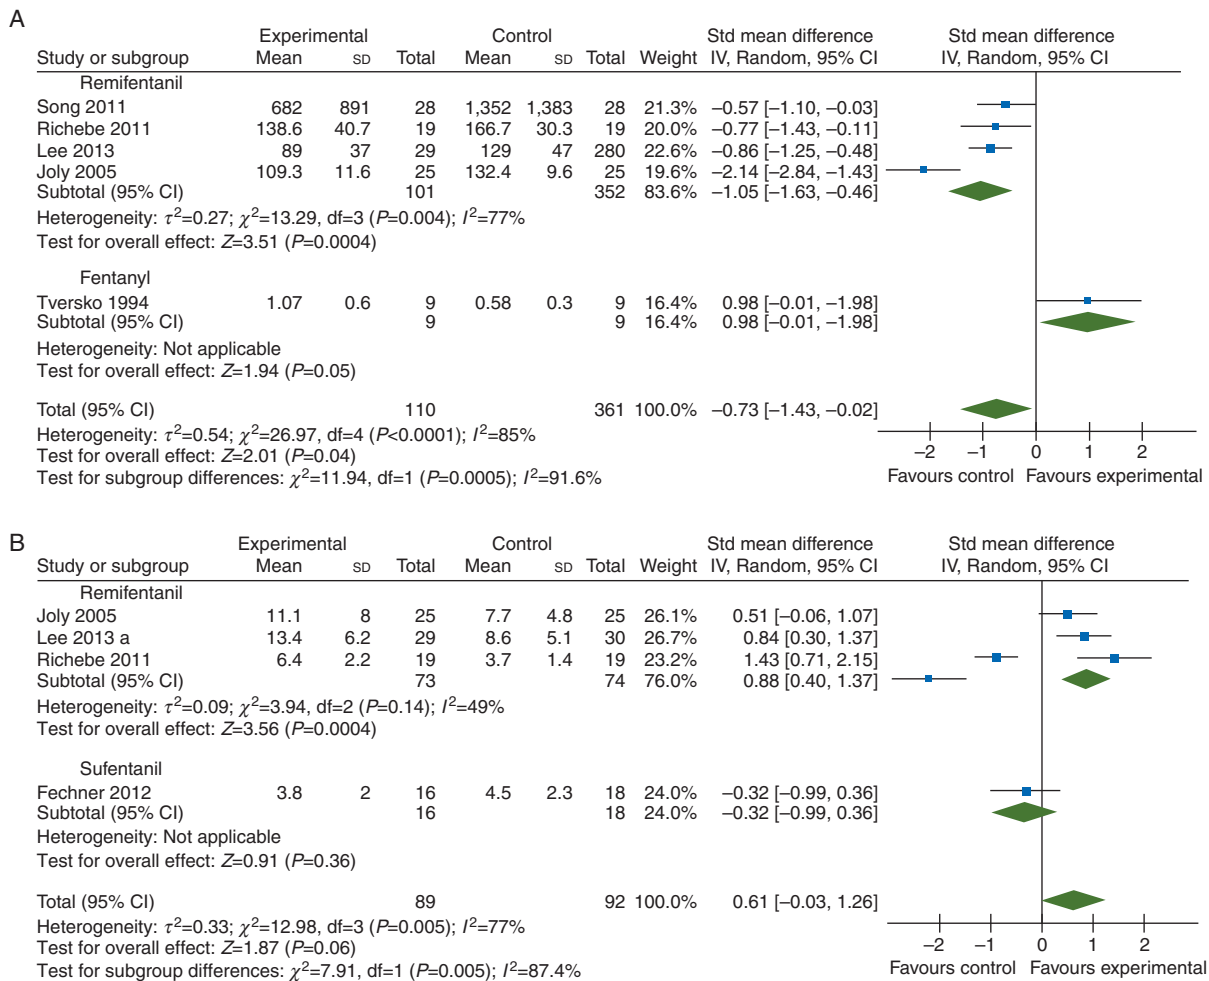 A
Experimental Control Std mean difference Std mean difference
Study or subgroup Mean SD Total Mean SD Total Weight IV, Random, 95% CI IV, Random, 95% CI
Remifentanil
Song 2011 682 891 28 1,352 1,383 28 21.3% –0.57 [–1.10, –0.03]
Richebe 2011 138.6 40.7 19 166.7 30.3 19 20.0% –0.77 [–1.43, –0.11]
Lee 2013 89 37 29 129 47 280 22.6% –0.86 [–1.25, –0.48]
Joly 2005 109.3 11.6 25 132.4 9.6 25 19.6% –2.14 [–2.84, –1.43]
Subtotal (95% CI) 101 352 83.6% –1.05 [–1.63, –0.46]
Heterogeneity: τ²=0.27; χ²=13.29, df=3 (P=0.004); I²=77%
Test for overall effect: Z=3.51 (P=0.0004)
Fentanyl
Tversko 1994 1.07 0.6 9 0.58 0.3 9 16.4% 0.98 [–0.01, –1.98]
Subtotal (95% CI) 9 9 16.4% 0.98 [–0.01, –1.98]
Heterogeneity: Not applicable
Test for overall effect: Z=1.94 (P=0.05)
Total (95% CI) 110 361 100.0% –0.73 [–1.43, –0.02]
Heterogeneity: τ²=0.54; χ²=26.97, df=4 (P<0.0001); I²=85%
Test for overall effect: Z=2.01 (P=0.04)
Test for subgroup differences: χ²=11.94, df=1 (P=0.0005); I²=91.6%
–2 –1 0 1 2
Favours control Favours experimental
B
Experimental Control Std mean difference Std mean difference
Study or subgroup Mean SD Total Mean SD Total Weight IV, Random, 95% CI IV, Random, 95% CI
Remifentanil
Joly 2005 11.1 8 25 7.7 4.8 25 26.1% 0.51 [–0.06, 1.07]
Lee 2013 a 13.4 6.2 29 8.6 5.1 30 26.7% 0.84 [0.30, 1.37]
Richebe 2011 6.4 2.2 19 3.7 1.4 19 23.2% 1.43 [0.71, 2.15]
Subtotal (95% CI) 73 74 76.0% 0.88 [0.40, 1.37]
Heterogeneity: τ²=0.09; χ²=3.94, df=2 (P=0.14); I²=49%
Test for overall effect: Z=3.56 (P=0.0004)
Sufentanil
Fechner 2012 3.8 2 16 4.5 2.3 18 24.0% –0.32 [–0.99, 0.36]
Subtotal (95% CI) 16 18 24.0% –0.32 [–0.99, 0.36]
Heterogeneity: Not applicable
Test for overall effect: Z=0.91 (P=0.36)
Total (95% CI) 89 92 100.0% 0.61 [–0.03, 1.26]
Heterogeneity: τ²=0.33; χ²=12.98, df=3 (P=0.005); I²=77%
Test for overall effect: Z=1.87 (P=0.06)
Test for subgroup differences: χ²=7.91, df=1 (P=0.005); I²=87.4%
–2 –1 0 1 2
Favours control Favours experimental